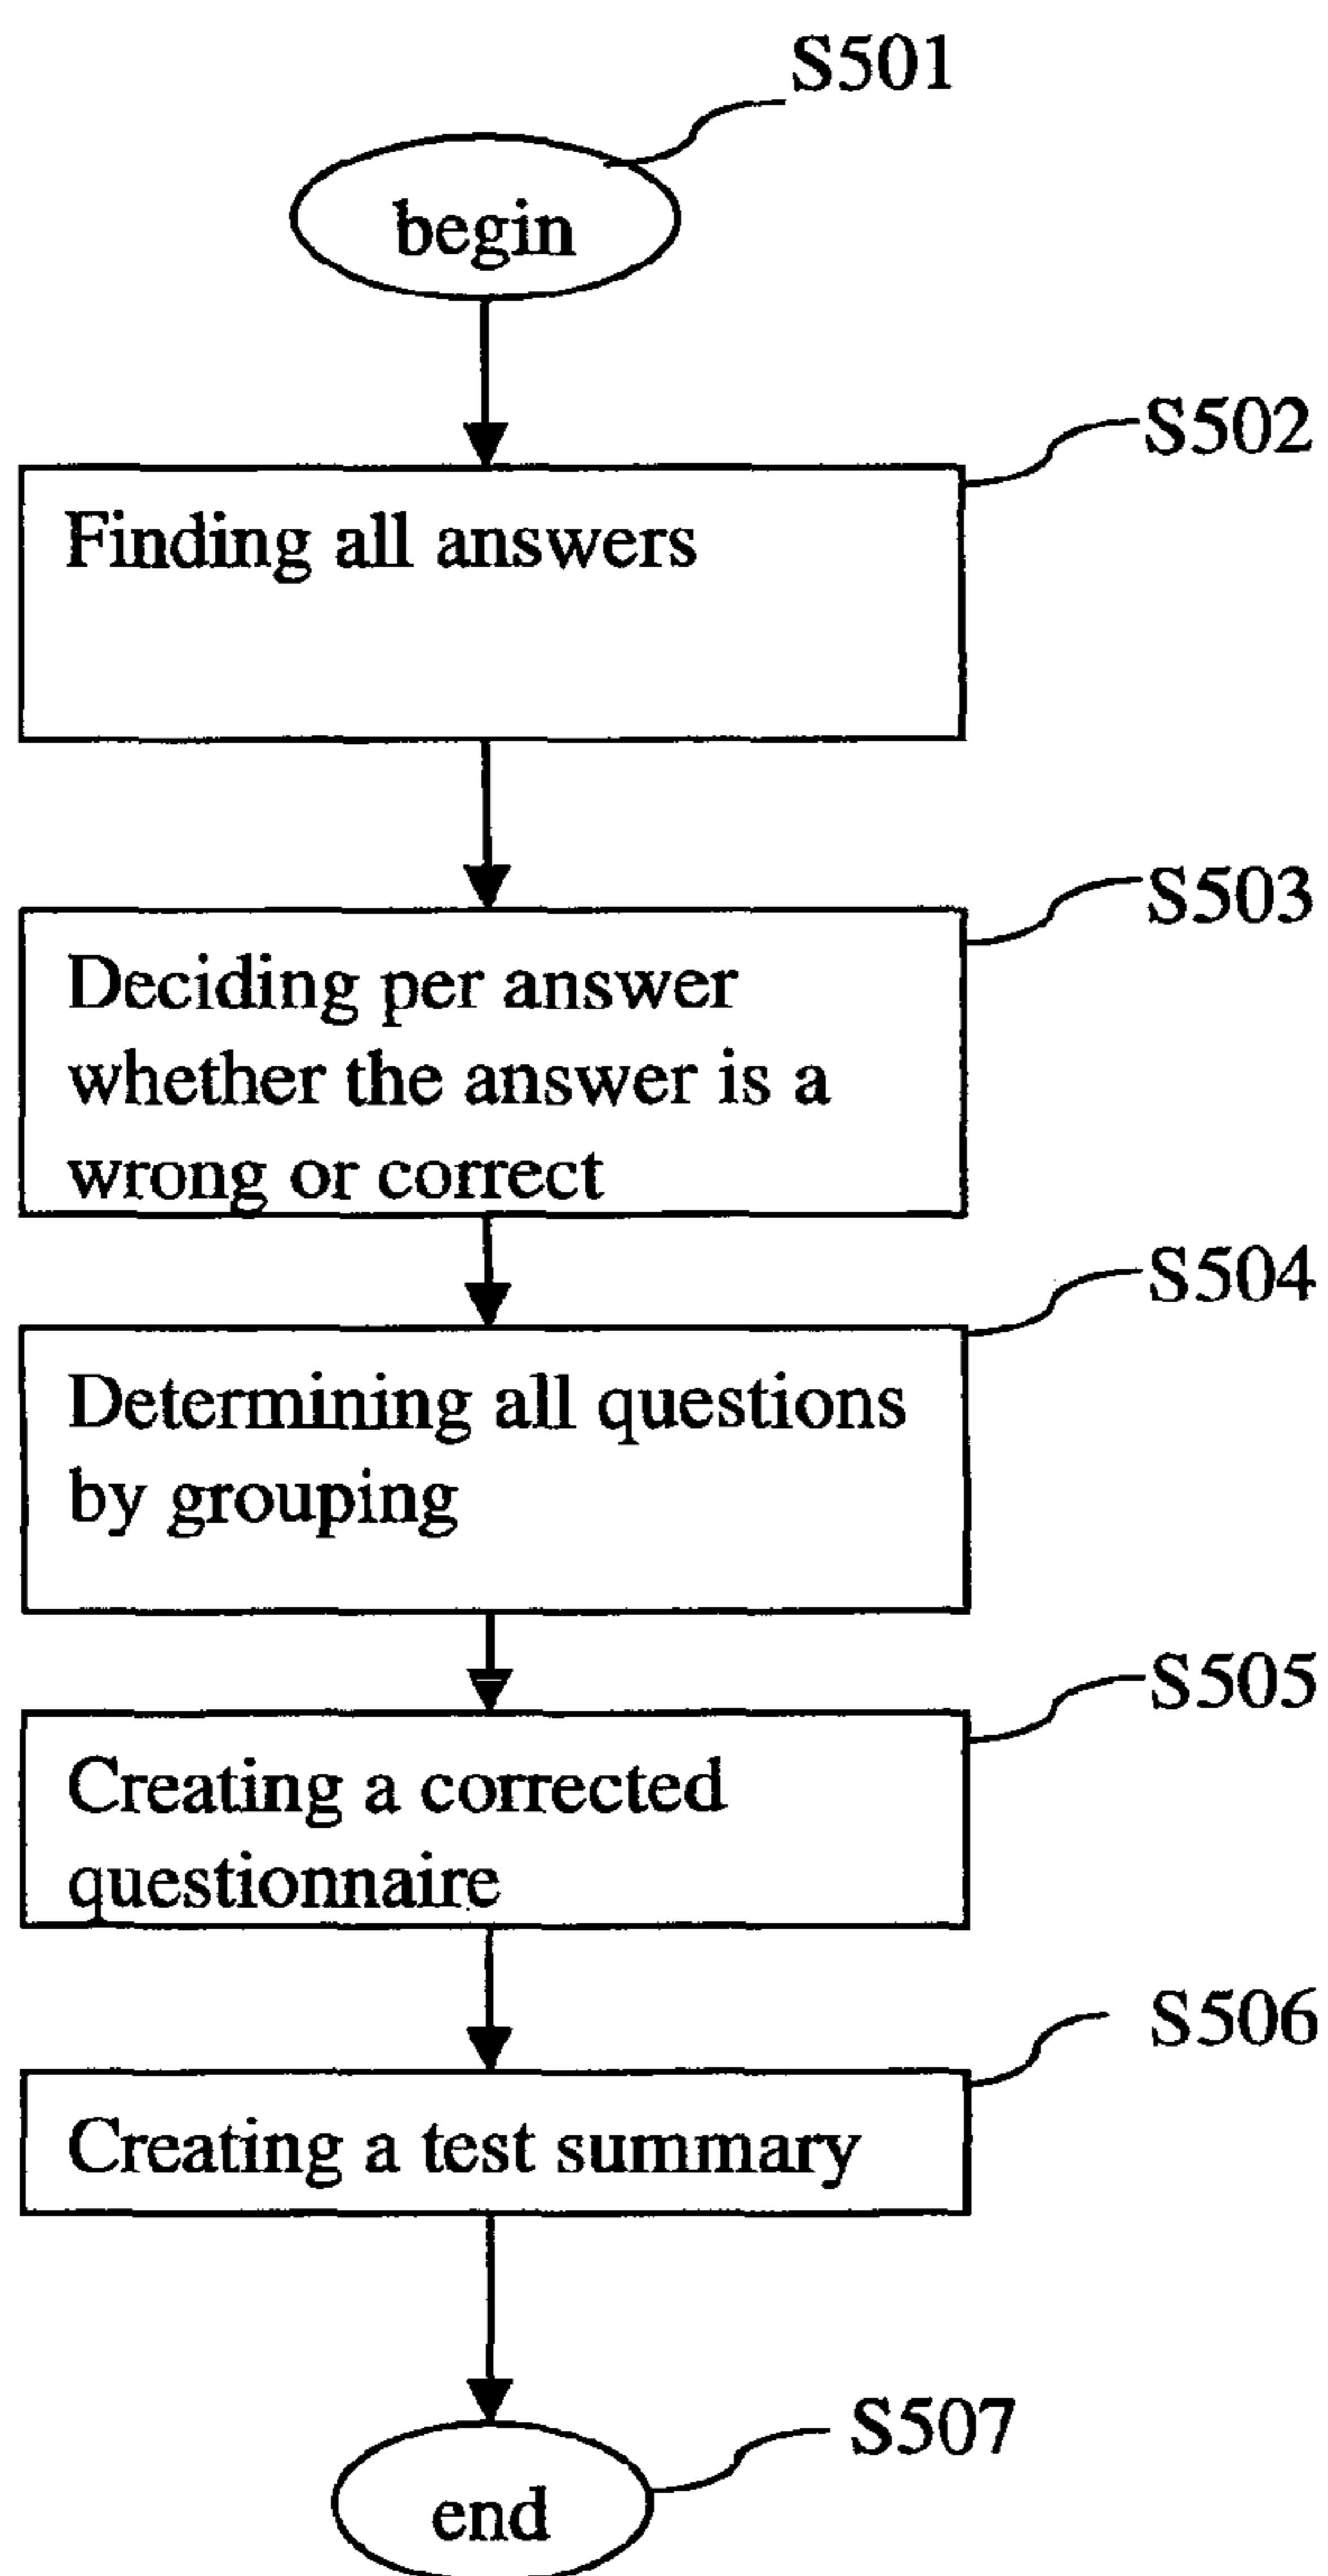 S501
begin
S502
Finding all answers
S503
Deciding per answer
whether the answer is a
wrong or correct
S504
Determining all questions
by grouping
S505
Creating a corrected
questionnaire
S506
Creating a test summary
S507
end